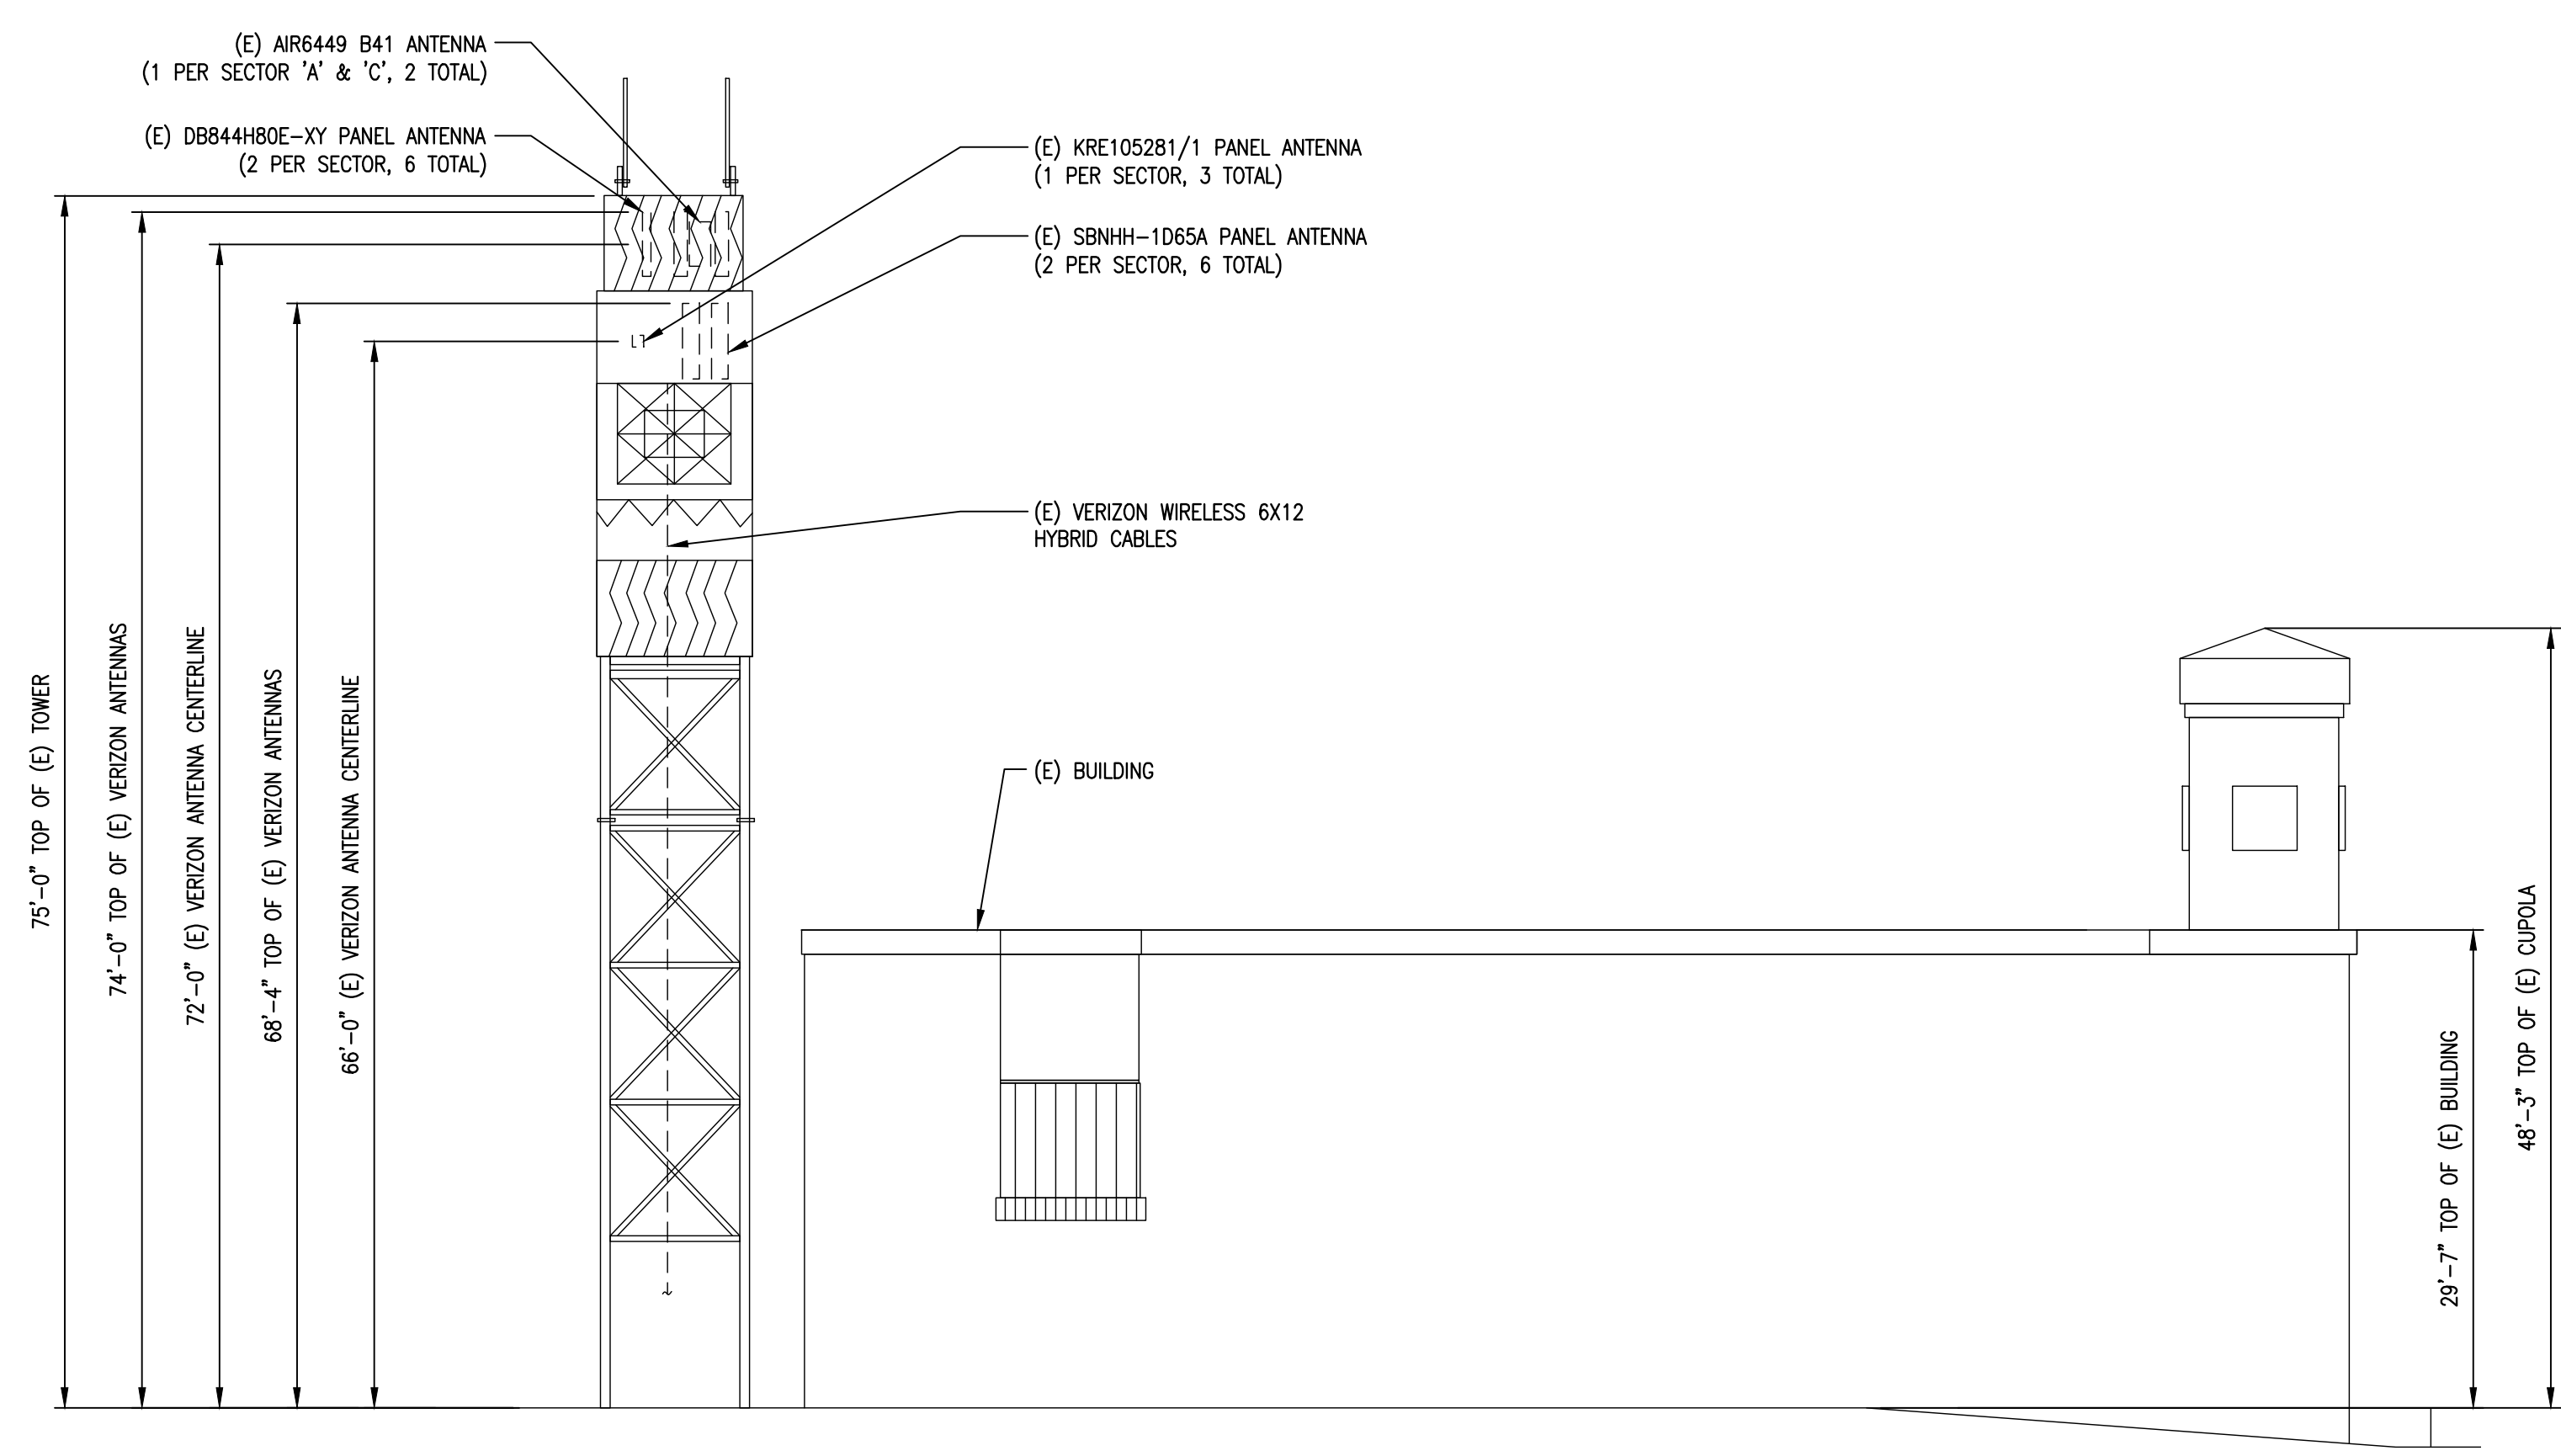 (E) AIR6449 B41 ANTENNA
(1 PER SECTOR 'A' & 'C', 2 TOTAL)
(E) DB844H80E-XY PANEL ANTENNA
(2 PER SECTOR, 6 TOTAL)
(E) KRE105281/1 PANEL ANTENNA
(1 PER SECTOR, 3 TOTAL)
(E) SBNHH-1D65A PANEL ANTENNA
(2 PER SECTOR, 6 TOTAL)
(E) VERIZON WIRELESS 6X12
HYBRID CABLES
(E) BUILDING
75'-0" TOP OF (E) TOWER
74'-0" TOP OF (E) VERIZON ANTENNAS
72'-0" (E) VERIZON ANTENNA CENTERLINE
68'-4" TOP OF (E) VERIZON ANTENNAS
66'-0" (E) VERIZON ANTENNA CENTERLINE
29'-7" TOP OF (E) BUILDING
48'-3" TOP OF (E) CUPOLA